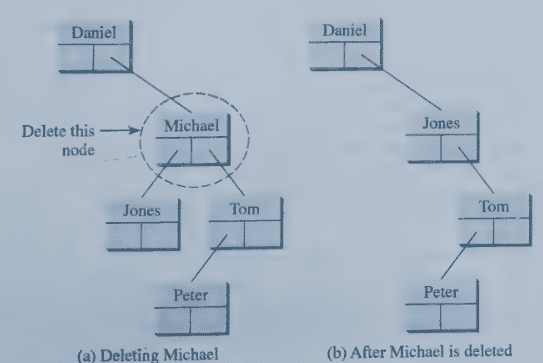 Daniel
Delete this
node
Michael
Jones
Tom
Peter
(a) Deleting Michael
Daniel
Jones
Tom
Peter
(b) After Michael is deleted